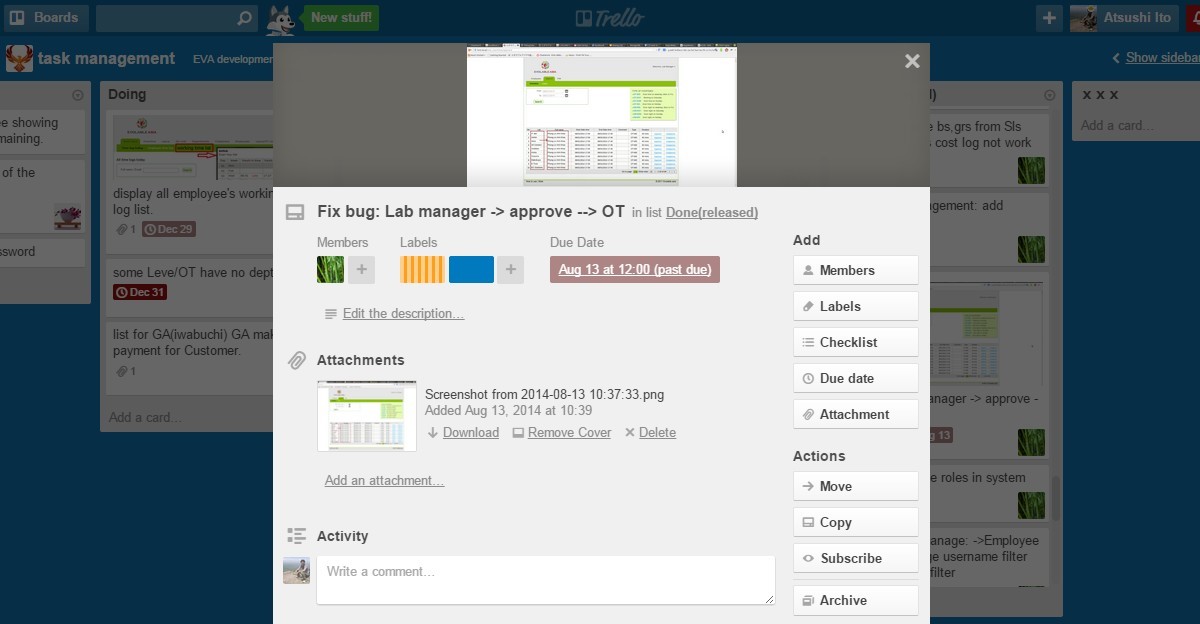 Boards
New stuff!
Trello
Atsushi Ito
task management
EVA developmen
Show sidebar
ee showing
maining.
of the
ssword
Doing
display all employee's workin
log list.
1
Dec 29
some Leve/OT have no dept
Dec 31
list for GA(iwabuchi) GA mak
payment for Customer.
1
Add a card...
Fix bug: Lab manager -> approve --> OT in list Done(released)
Members
Labels
Due Date
+
+
Aug 13 at 12:00 (past due)
Edit the description...
Attachments
Screenshot from 2014-08-13 10:37:33.png
Added Aug 13, 2014 at 10:39
Download
Remove Cover
Delete
Add an attachment...
Activity
Write a comment...
Add
Members
Labels
Checklist
Due date
Attachment
Actions
Move
Copy
Subscribe
Archive
e bs,grs from Sls
cost log not work
gement: add
anager -> approve -
g 13
e roles in system
anage: ->Employee
ge username filter
filter
x x x
Add a card...